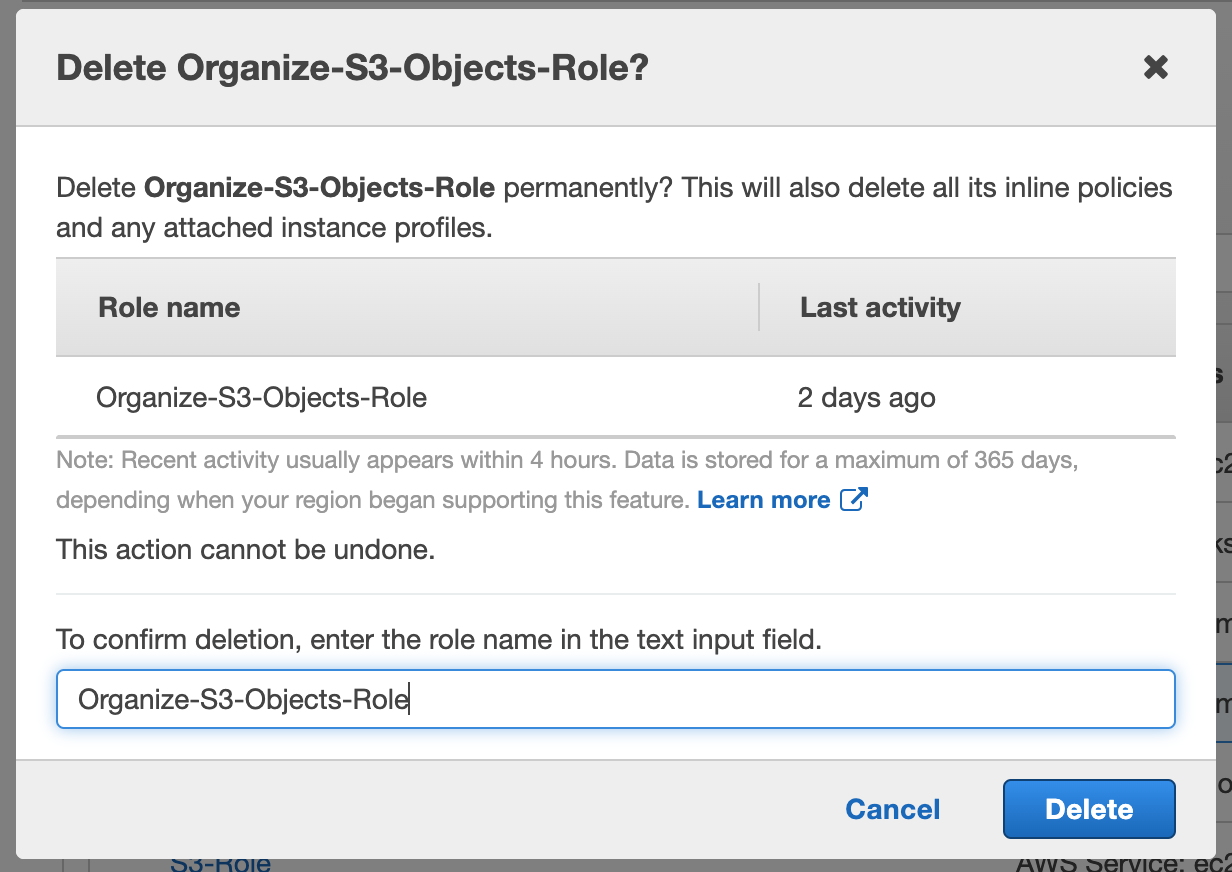 Delete Organize-S3-Objects-Role?
Delete Organize-S3-Objects-Role permanently? This will also delete all its inline policies
and any attached instance profiles.
Role name Last activity
Organize-S3-Objects-Role 2 days ago
Note: Recent activity usually appears within 4 hours. Data is stored for a maximum of 365 days,
depending when your region began supporting this feature. Learn more
This action cannot be undone.
To confirm deletion, enter the role name in the text input field.
Organize-S3-Objects-Role
Cancel Delete
S3-Role AWS Service: ec2